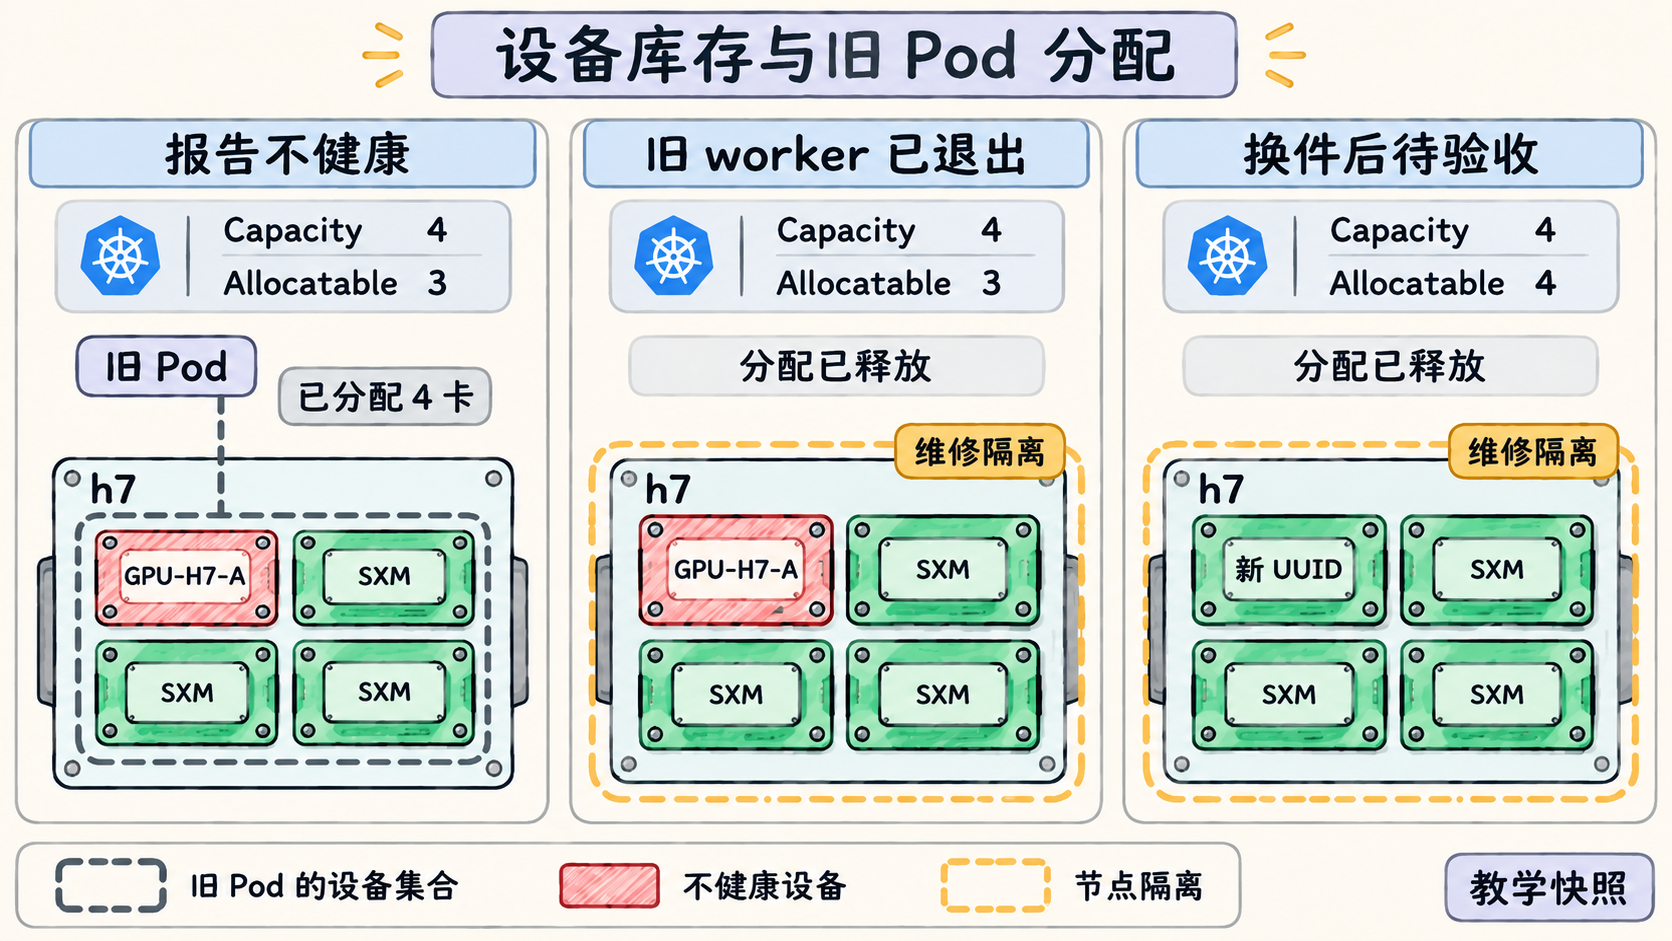 设备库存与旧 Pod 分配
报告不健康
Capacity 4
Allocatable 3
旧 Pod
已分配 4 卡
h7
GPU-H7-A
SXM
SXM
SXM
旧 worker 已退出
Capacity 4
Allocatable 3
分配已释放
维修隔离
h7
GPU-H7-A
SXM
SXM
SXM
换件后待验收
Capacity 4
Allocatable 4
分配已释放
维修隔离
h7
新 UUID
SXM
SXM
SXM
旧 Pod 的设备集合
不健康设备
节点隔离
教学快照